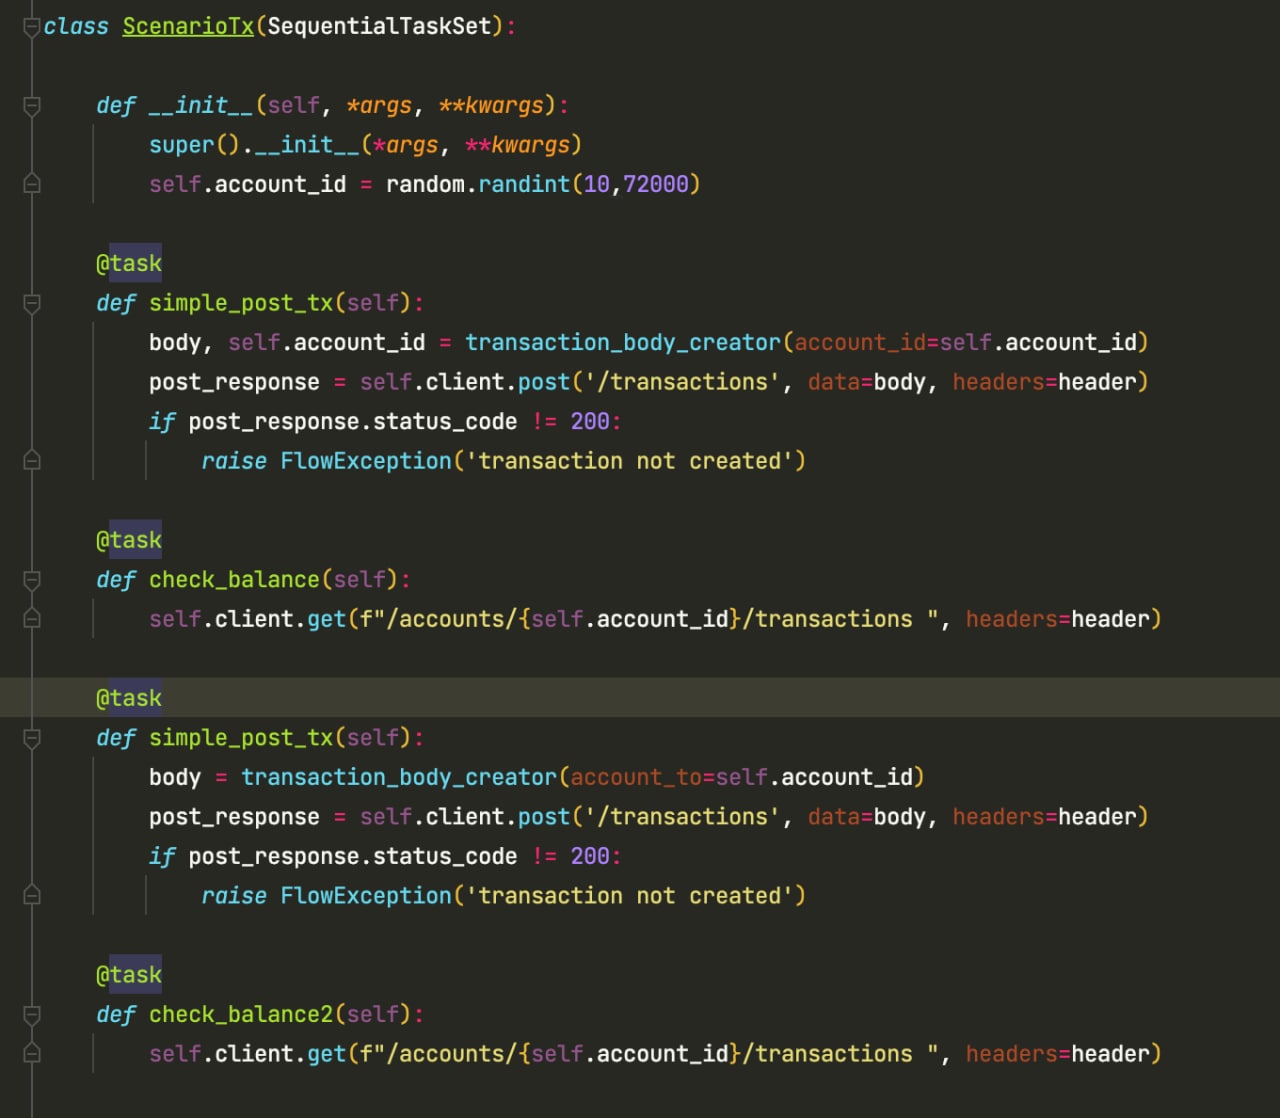 class ScenarioTx(SequentialTaskSet):
def __init__(self, *args, **kwargs):
super().__init__(*args, **kwargs)
self.account_id = random.randint(10,72000)
@task
def simple_post_tx(self):
body, self.account_id = transaction_body_creator(account_id=self.account_id)
post_response = self.client.post('/transactions', data=body, headers=header)
if post_response.status_code != 200:
raise FlowException('transaction not created')
@task
def check_balance(self):
self.client.get(f"/accounts/{self.account_id}/transactions ", headers=header)
@task
def simple_post_tx(self):
body = transaction_body_creator(account_to=self.account_id)
post_response = self.client.post('/transactions', data=body, headers=header)
if post_response.status_code != 200:
raise FlowException('transaction not created')
@task
def check_balance2(self):
self.client.get(f"/accounts/{self.account_id}/transactions ", headers=header)